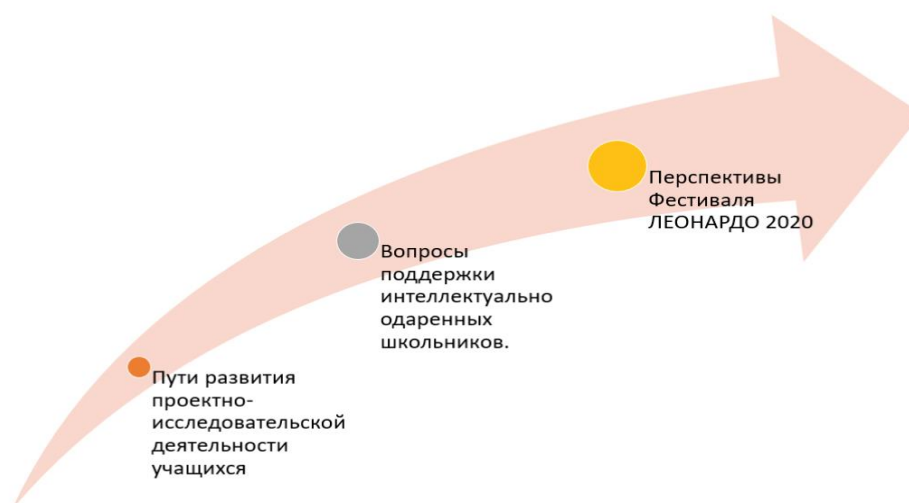 Перспективы
Фестиваля
ЛЕОНАРДО 2020
Вопросы
поддержки
интеллектуально
одаренных
школьников.
Пути развития
проектно-
исследовательской
деятельности
учащихся